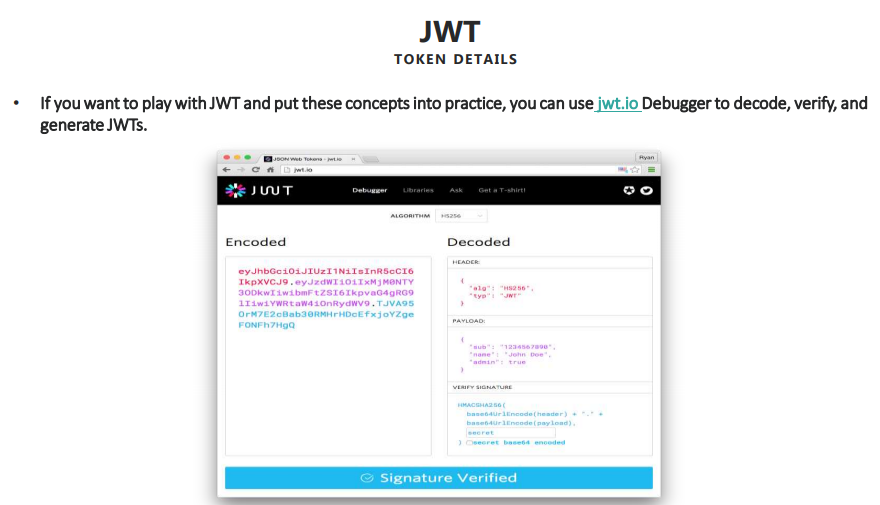 JWT
TOKEN DETAILS
• If you want to play with JWT and put these concepts into practice, you can use jwt.io Debugger to decode, verify, and
generate JWTs.
JSON Web Tokens - jwt.io
Ryan
jwt.io
JWT Debugger Libraries Ask Get a T-shirt!
ALGORITHM HS256
Encoded
Decoded
eyJhbGciOiJIUzI1NiIsInR5cCI6
IkpXVCJ9.eyJzdWIiOiIxMjM0NTY
3ODkwIiwibmFtZSI6IkpvaG4gRG9
lIiwiYWRtaW4iOnRydWV9.TJVA95
OrM7E2cBab30RMHrHDcEfxjoYZge
FONFh7HgQ
HEADER:
{
"alg": "HS256",
"typ": "JWT"
}
PAYLOAD:
{
"sub": "1234567890",
"name": "John Doe",
"admin": true
}
VERIFY SIGNATURE
HMACSHA256(
base64UrlEncode(header) + "." +
base64UrlEncode(payload),
secret
) secret base64 encoded
Signature Verified